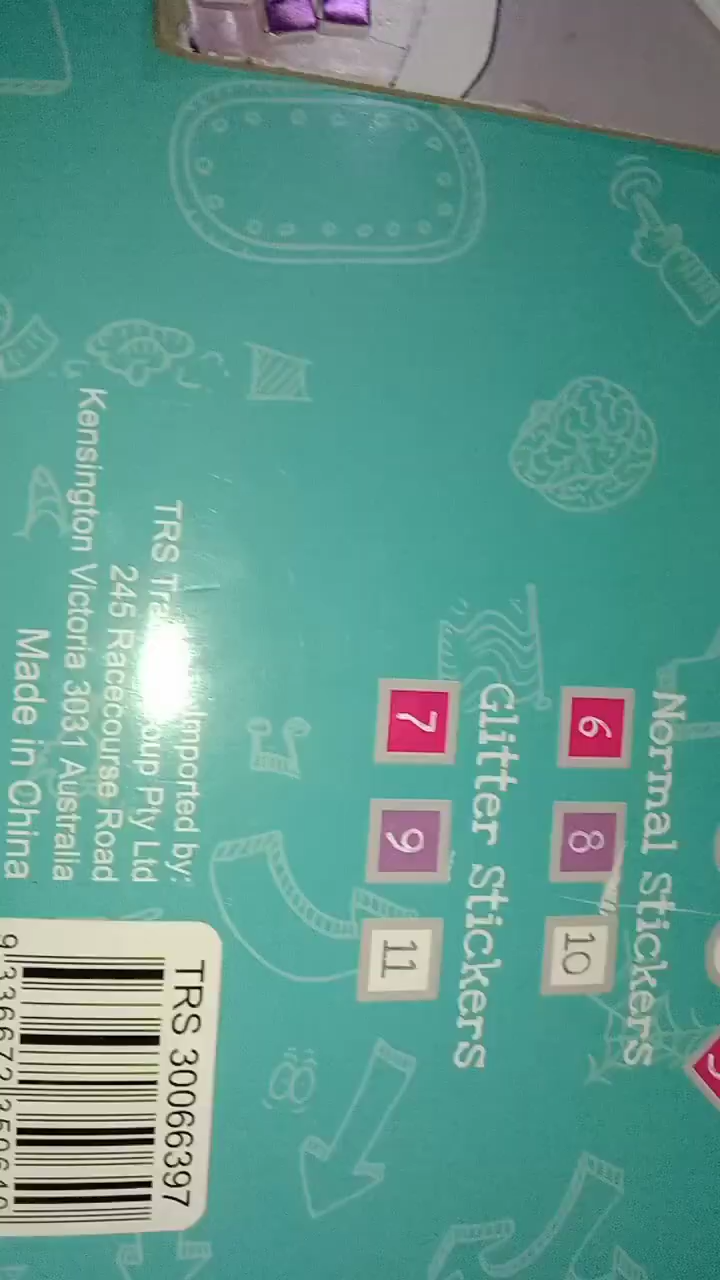 Normal Stickers
6 8 10
Glitter Stickers
7 9 11
Imported by:
TRS Pty Ltd
245 Racecourse Road
Kensington Victoria 3031 Australia
Made in China
TRS 30066397